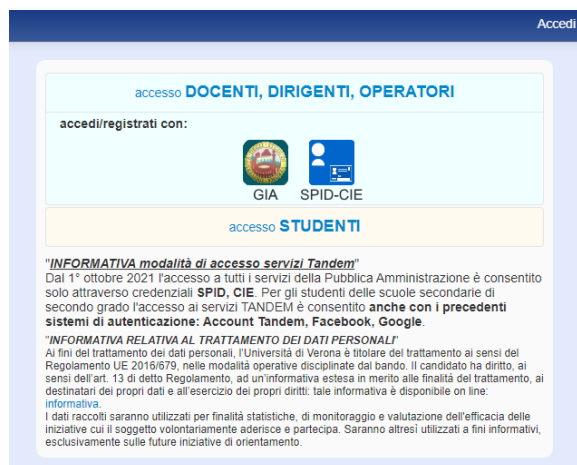 Accedi
accesso DOCENTI, DIRIGENTI, OPERATORI
accedi/registrati con:
GIA SPID-CIE
accesso STUDENTI
"INFORMATIVA modalità di accesso servizi Tandem"
Dal 1° ottobre 2021 l'accesso a tutti i servizi della Pubblica Amministrazione è consentito
solo attraverso credenziali SPID, CIE. Per gli studenti delle scuole secondarie di
secondo grado l'accesso ai servizi TANDEM è consentito anche con i precedenti
sistemi di autenticazione: Account Tandem, Facebook, Google.
"INFORMATIVA RELATIVA AL TRATTAMENTO DEI DATI PERSONALI"
Ai fini del trattamento dei dati personali, l'Università di Verona è titolare del trattamento ai sensi del
Regolamento UE 2016/679, nelle modalità operative disciplinate dal bando. Il candidato ha diritto, ai
sensi dell'art. 13 di detto Regolamento, ad un'informativa estesa in merito alle finalità del trattamento, ai
destinatari dei propri dati e all'esercizio dei propri diritti: tale informativa è disponibile on line:
informativa.
I dati raccolti saranno utilizzati per finalità statistiche, di monitoraggio e valutazione dell'efficacia delle
iniziative cui il soggetto volontariamente aderisce e partecipa. Saranno altresì utilizzati a fini informativi,
esclusivamente sulle future iniziative di orientamento.